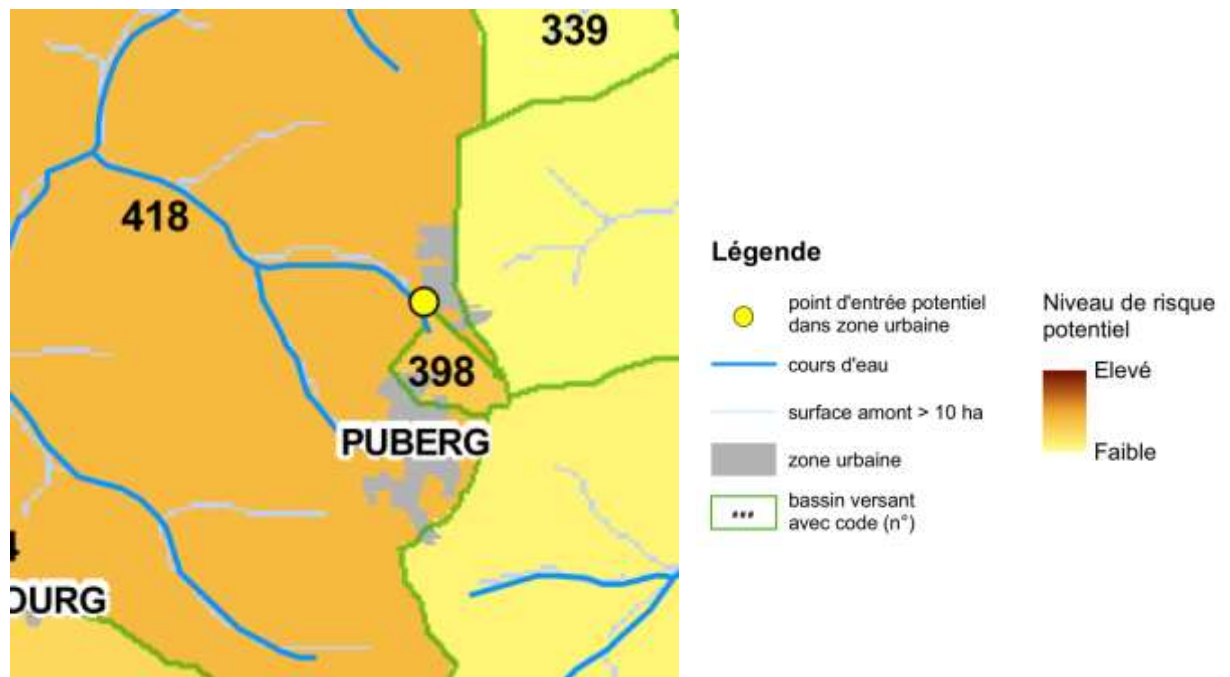 339
418
398
PUBERG
4
OURG
Légende
point d'entrée potentiel
dans zone urbaine
cours d'eau
surface amont > 10 ha
zone urbaine
###
bassin versant
avec code (n°)
Niveau de risque
potentiel
Elevé
Faible